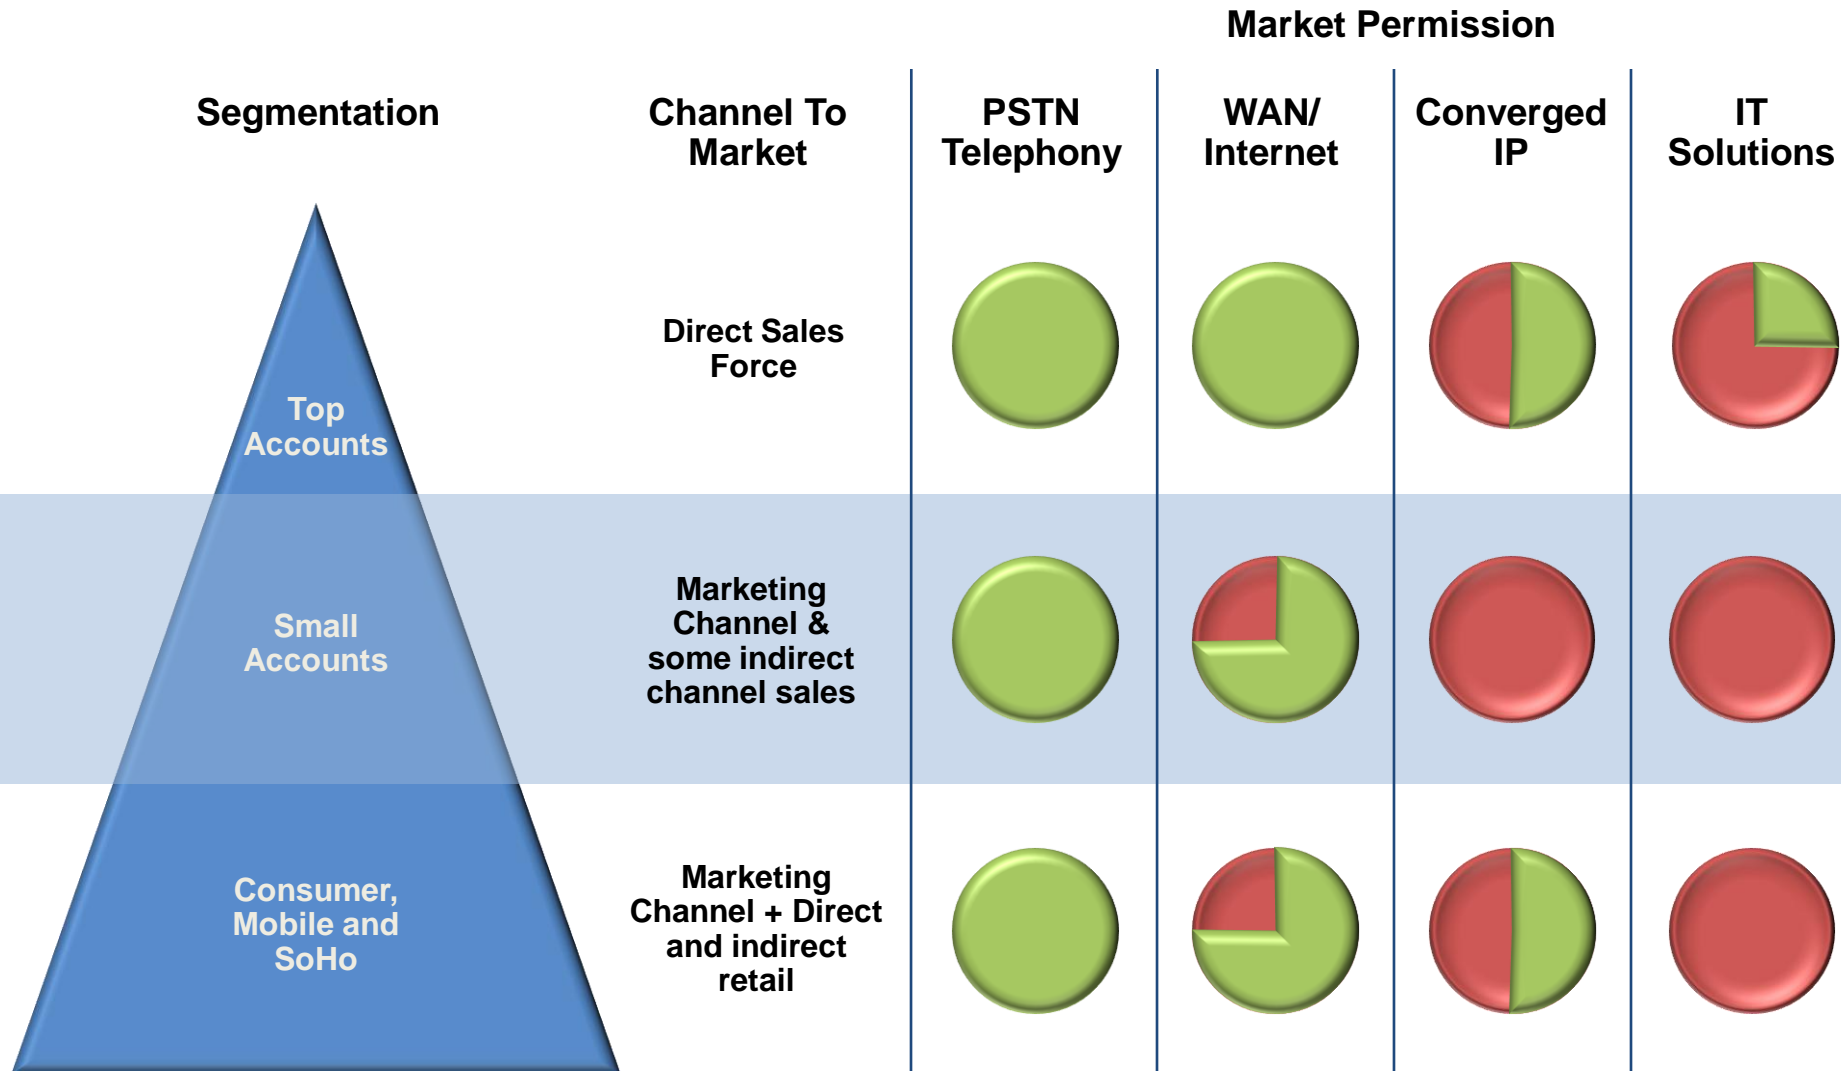 Market Permission
Segmentation
Channel To
Market
PSTN
Telephony
WAN/
Internet
Converged
IP
IT
Solutions
Top
Accounts
Direct Sales
Force
Small
Accounts
Marketing
Channel &
some indirect
channel sales
Consumer,
Mobile and
SoHo
Marketing
Channel + Direct
and indirect
retail